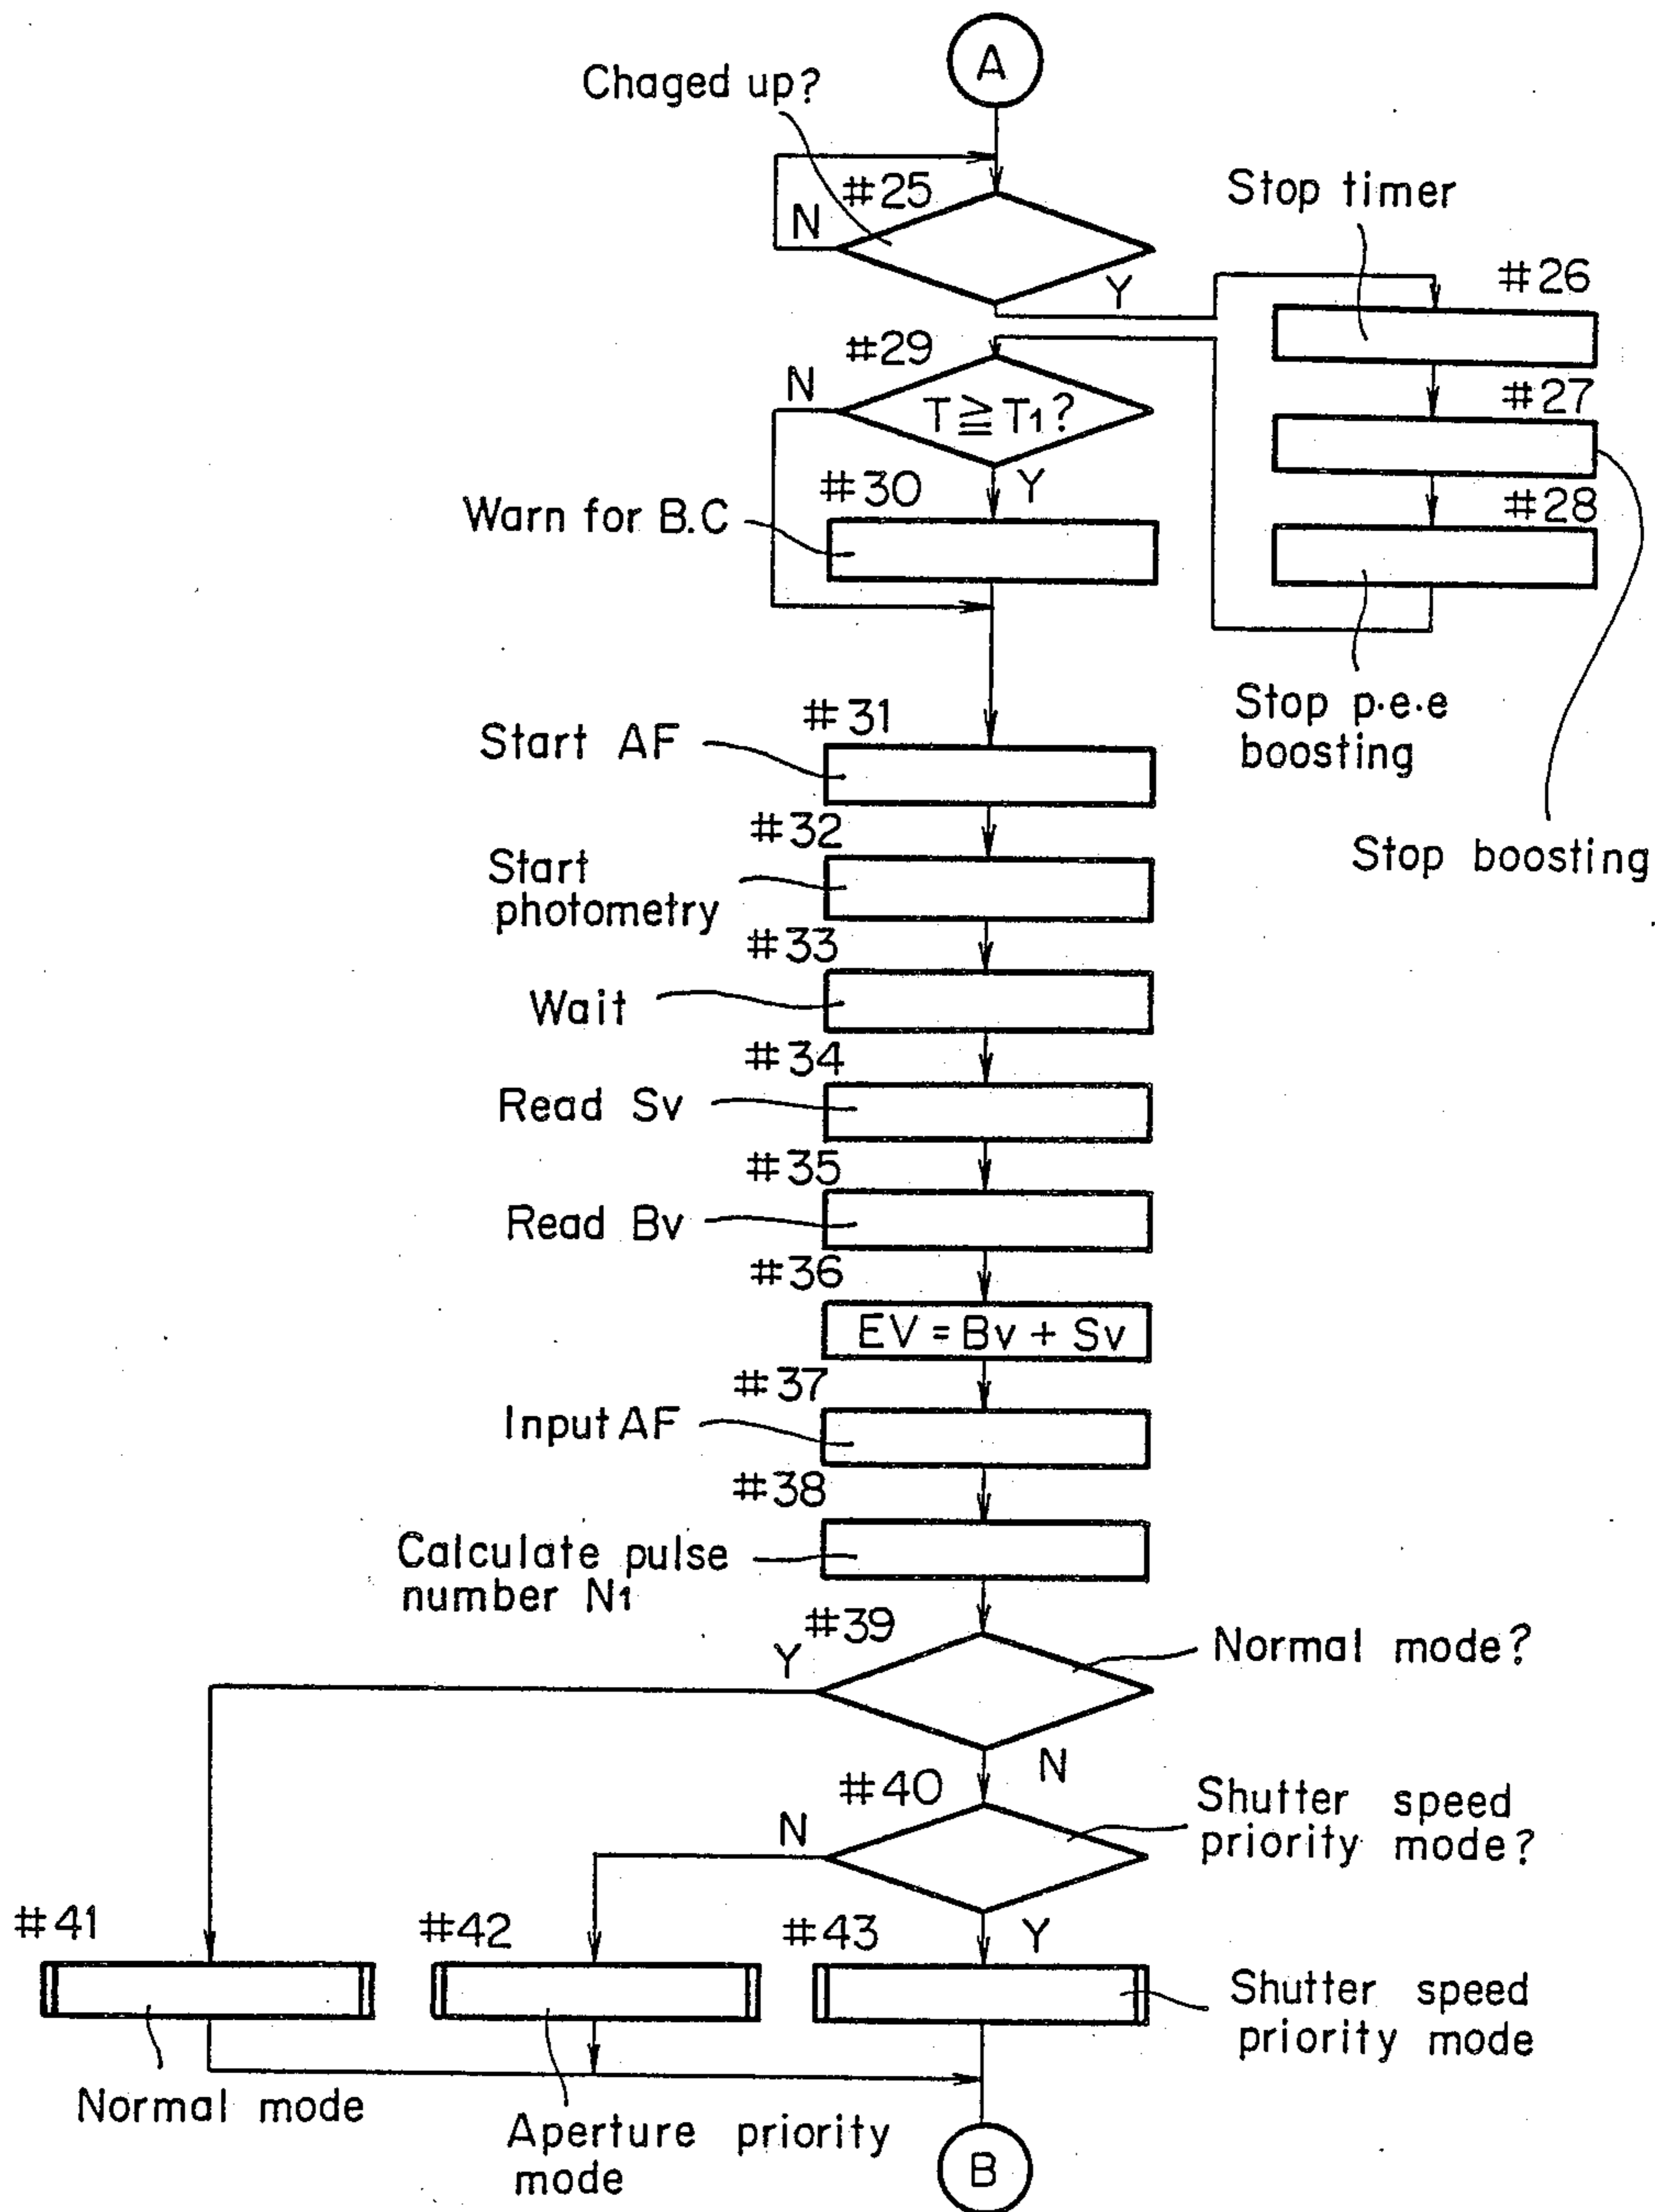 A
Chaged up?
#25
N
Y
Stop timer
#26
#27
#28
#29
N
T ≧ T1?
Y
#30
Warn for B.C
Stop p·e·e
boosting
Stop boosting
#31
Start AF
#32
Start
photometry
#33
Wait
#34
Read Sv
#35
Read Bv
#36
EV = Bv + Sv
#37
Input AF
#38
Calculate pulse
number N1
#39
Y
Normal mode?
N
#40
N
Shutter speed
priority mode?
Y
#41
#42
#43
Shutter speed
priority mode
Normal mode
Aperture priority
mode
B